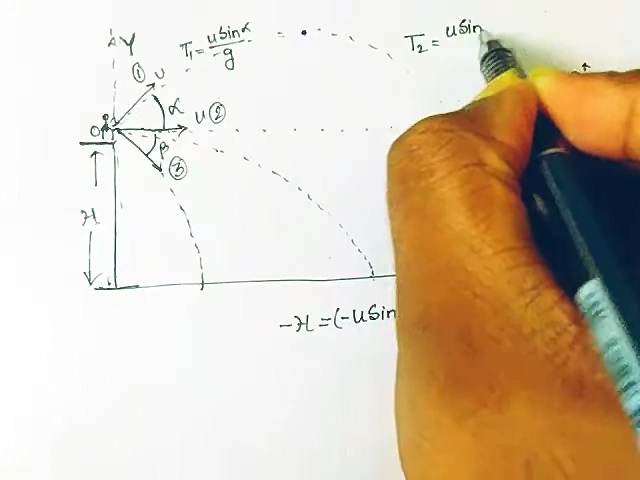 Y
T₁ = usinα/-g
T₂ = usin
① u
α
O
u ②
β
③
H
-H = (-usin